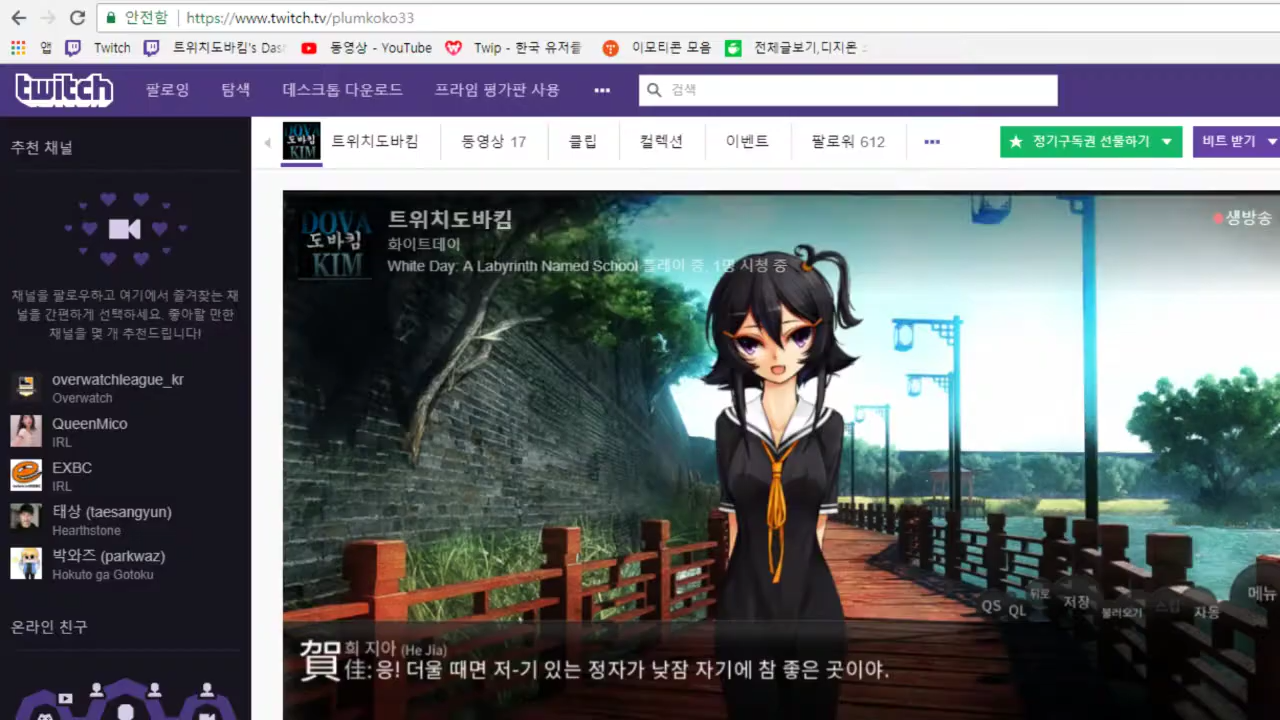 안전함 https://www.twitch.tv/plumkoko33
앱 Twitch 트위치도바킴's Das 동영상 - YouTube Twip - 한국 유저를 이모티콘 모음 전체글보기,디지몬
twitch 팔로잉 탐색 데스크톱 다운로드 프라임 평가판 사용 ••• 검색
추천 채널
채널을 팔로우하고 여기에서 즐겨찾는 채
널을 간편하게 선택하세요. 좋아할 만한
채널을 몇 개 추천드립니다!
overwatchleague_kr
Overwatch
QueenMico
IRL
EXBC
IRL
태상 (taesangyun)
Hearthstone
박와즈 (parkwaz)
Hokuto ga Gotoku
온라인 친구
트위치도바킴 동영상 17 클립 컬렉션 이벤트 팔로워 612 ••• 정기구독권 선물하기 비트 받기
DOVA
도바킴
KIM
트위치도바킴
화이트데이
White Day: A Labyrinth Named School 플레이 중, 1명 시청 중
생방송
QS QL 뒤로 저장 불러오기 스킵 자동 메뉴
賀 희 지아 (He Jia)
佳: 응! 더울 때면 저-기 있는 정자가 낮잠 자기에 참 좋은 곳이야.